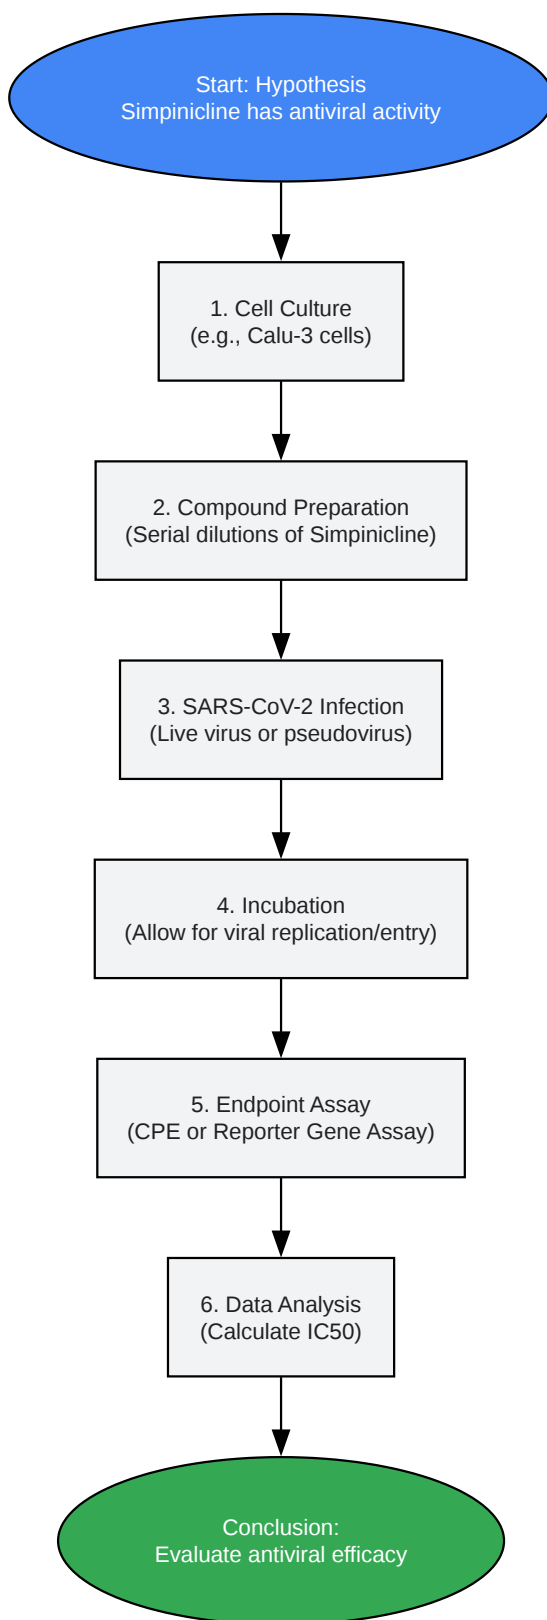 Start: Hypothesis
Simpinicline has antiviral activity
1. Cell Culture
(e.g., Calu-3 cells)
2. Compound Preparation
(Serial dilutions of Simpinicline)
3. SARS-CoV-2 Infection
(Live virus or pseudovirus)
4. Incubation
(Allow for viral replication/entry)
5. Endpoint Assay
(CPE or Reporter Gene Assay)
6. Data Analysis
(Calculate IC50)
Conclusion:
Evaluate antiviral efficacy